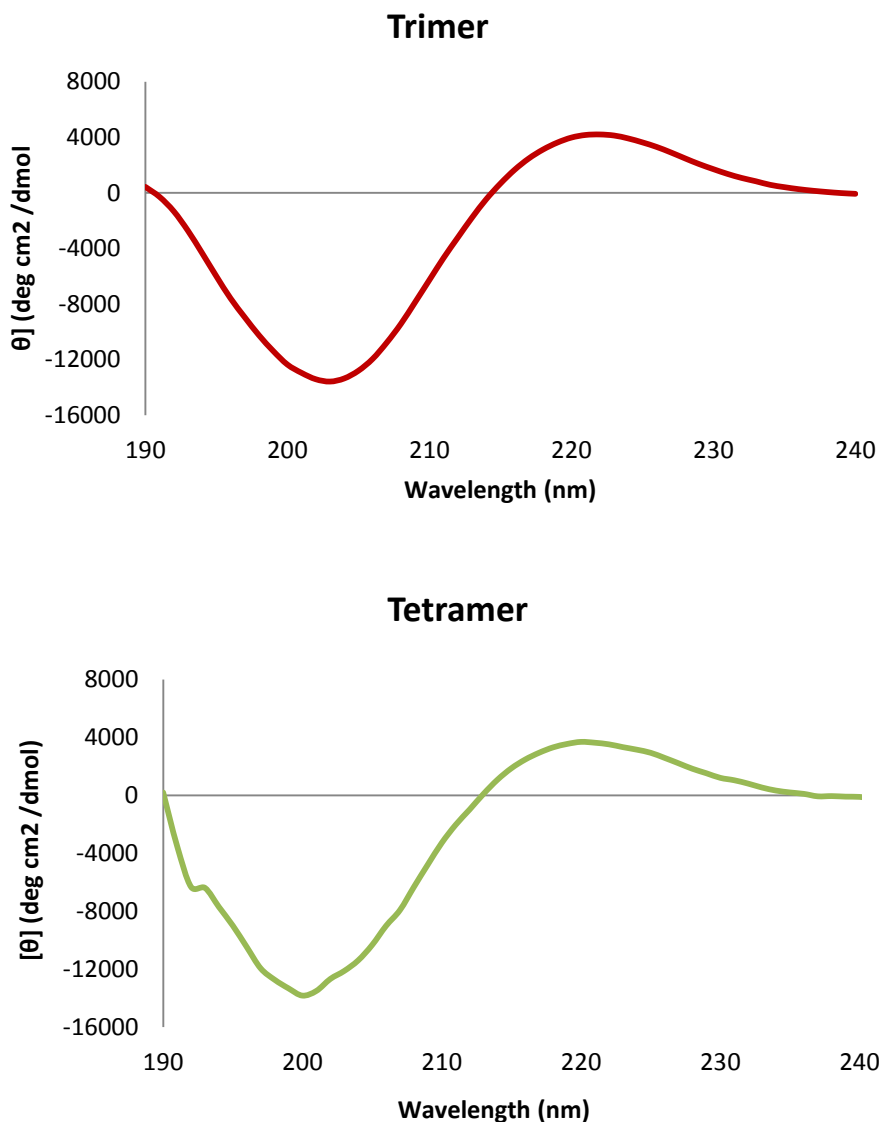 Trimer
8000
4000
0
-4000
-8000
-12000
-16000
θ] (deg cm2 /dmol
190 200 210 220 230 240
Wavelength (nm)
Tetramer
8000
4000
0
-4000
-8000
-12000
-16000
[θ] (deg cm2 /dmol)
190 200 210 220 230 240
Wavelength (nm)